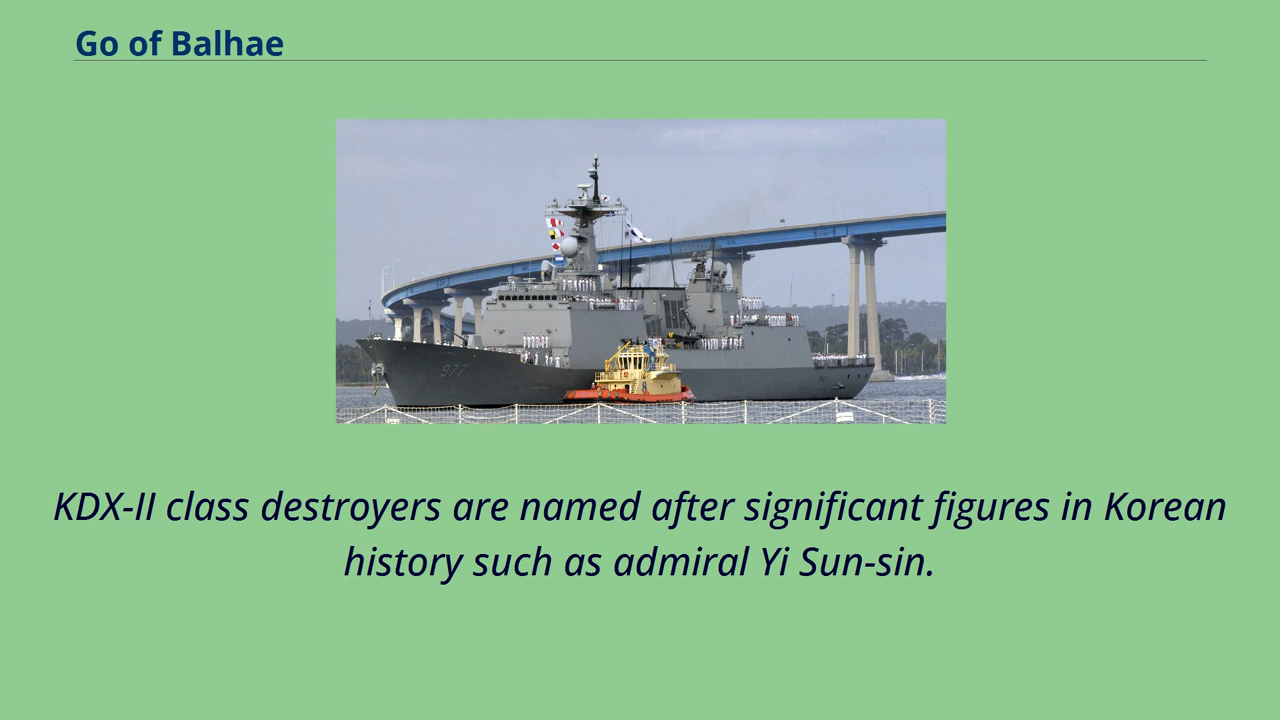 Go of Balhae
977
KDX-II class destroyers are named after significant figures in Korean
history such as admiral Yi Sun-sin.